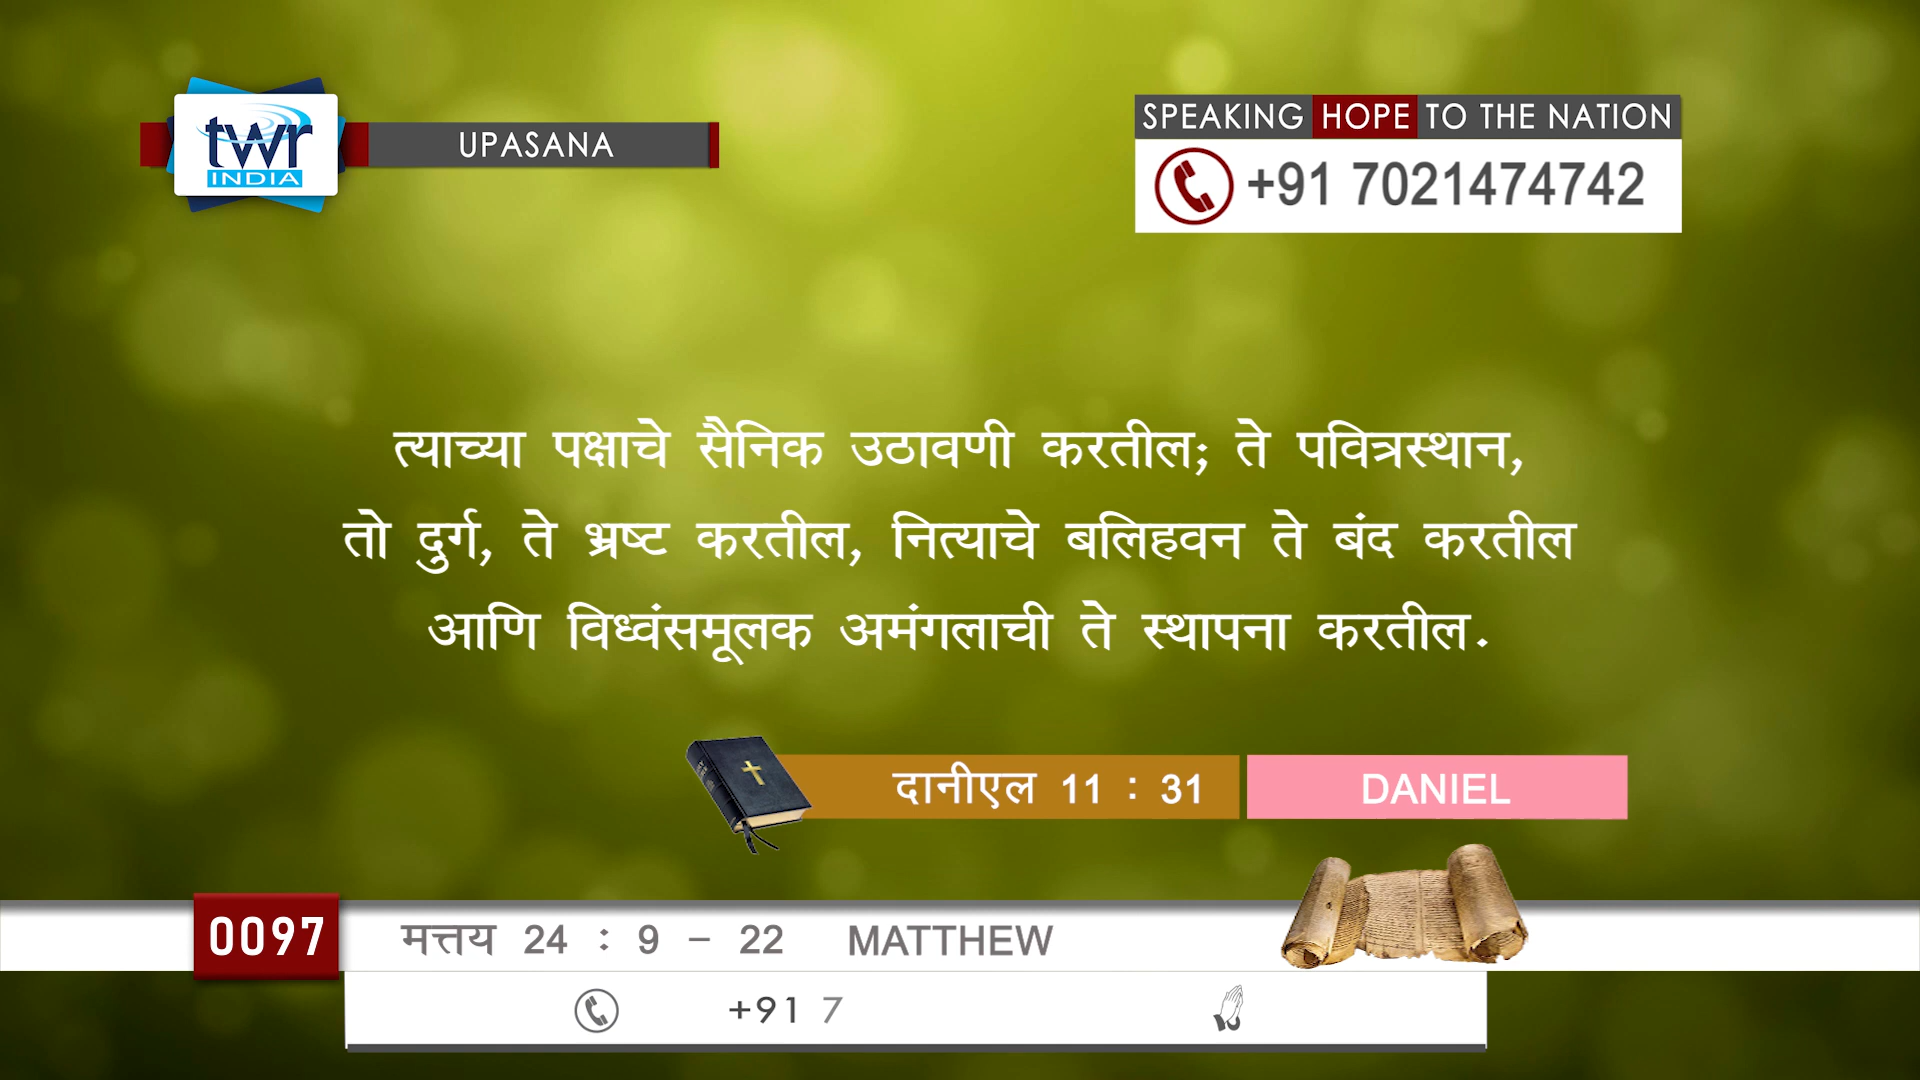 twr
INDIA
UPASANA
SPEAKING HOPE TO THE NATION
+91 7021474742
त्याच्या पक्षाचे सैनिक उठावणी करतील; ते पवित्रस्थान,
तो दुर्ग, ते भ्रष्ट करतील, नित्याचे बलिहवन ते बंद करतील
आणि विध्वंसमूलक अमंगलाची ते स्थापना करतील.
दानीएल 11 : 31 DANIEL
0097 मत्तय 24 : 9 - 22 MATTHEW
+91 7